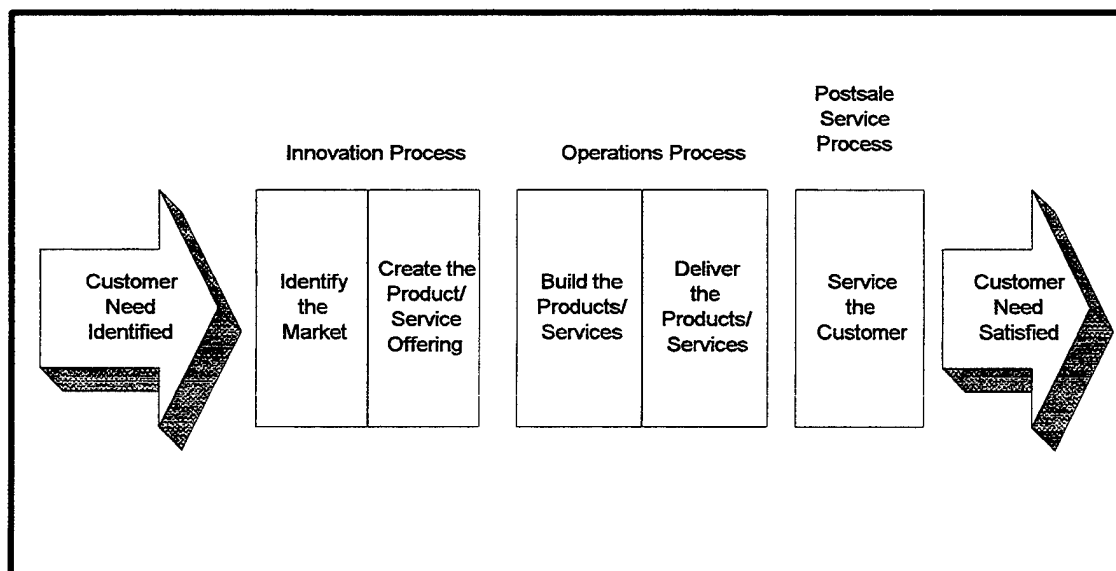 Postsale
Service
Process
Innovation Process
Operations Process
Customer
Need
Identified
Identify
the
Market
Create the
Product/
Service
Offering
Build the
Products/
Services
Deliver
the
Products/
Services
Service
the
Customer
Customer
Need
Satisfied